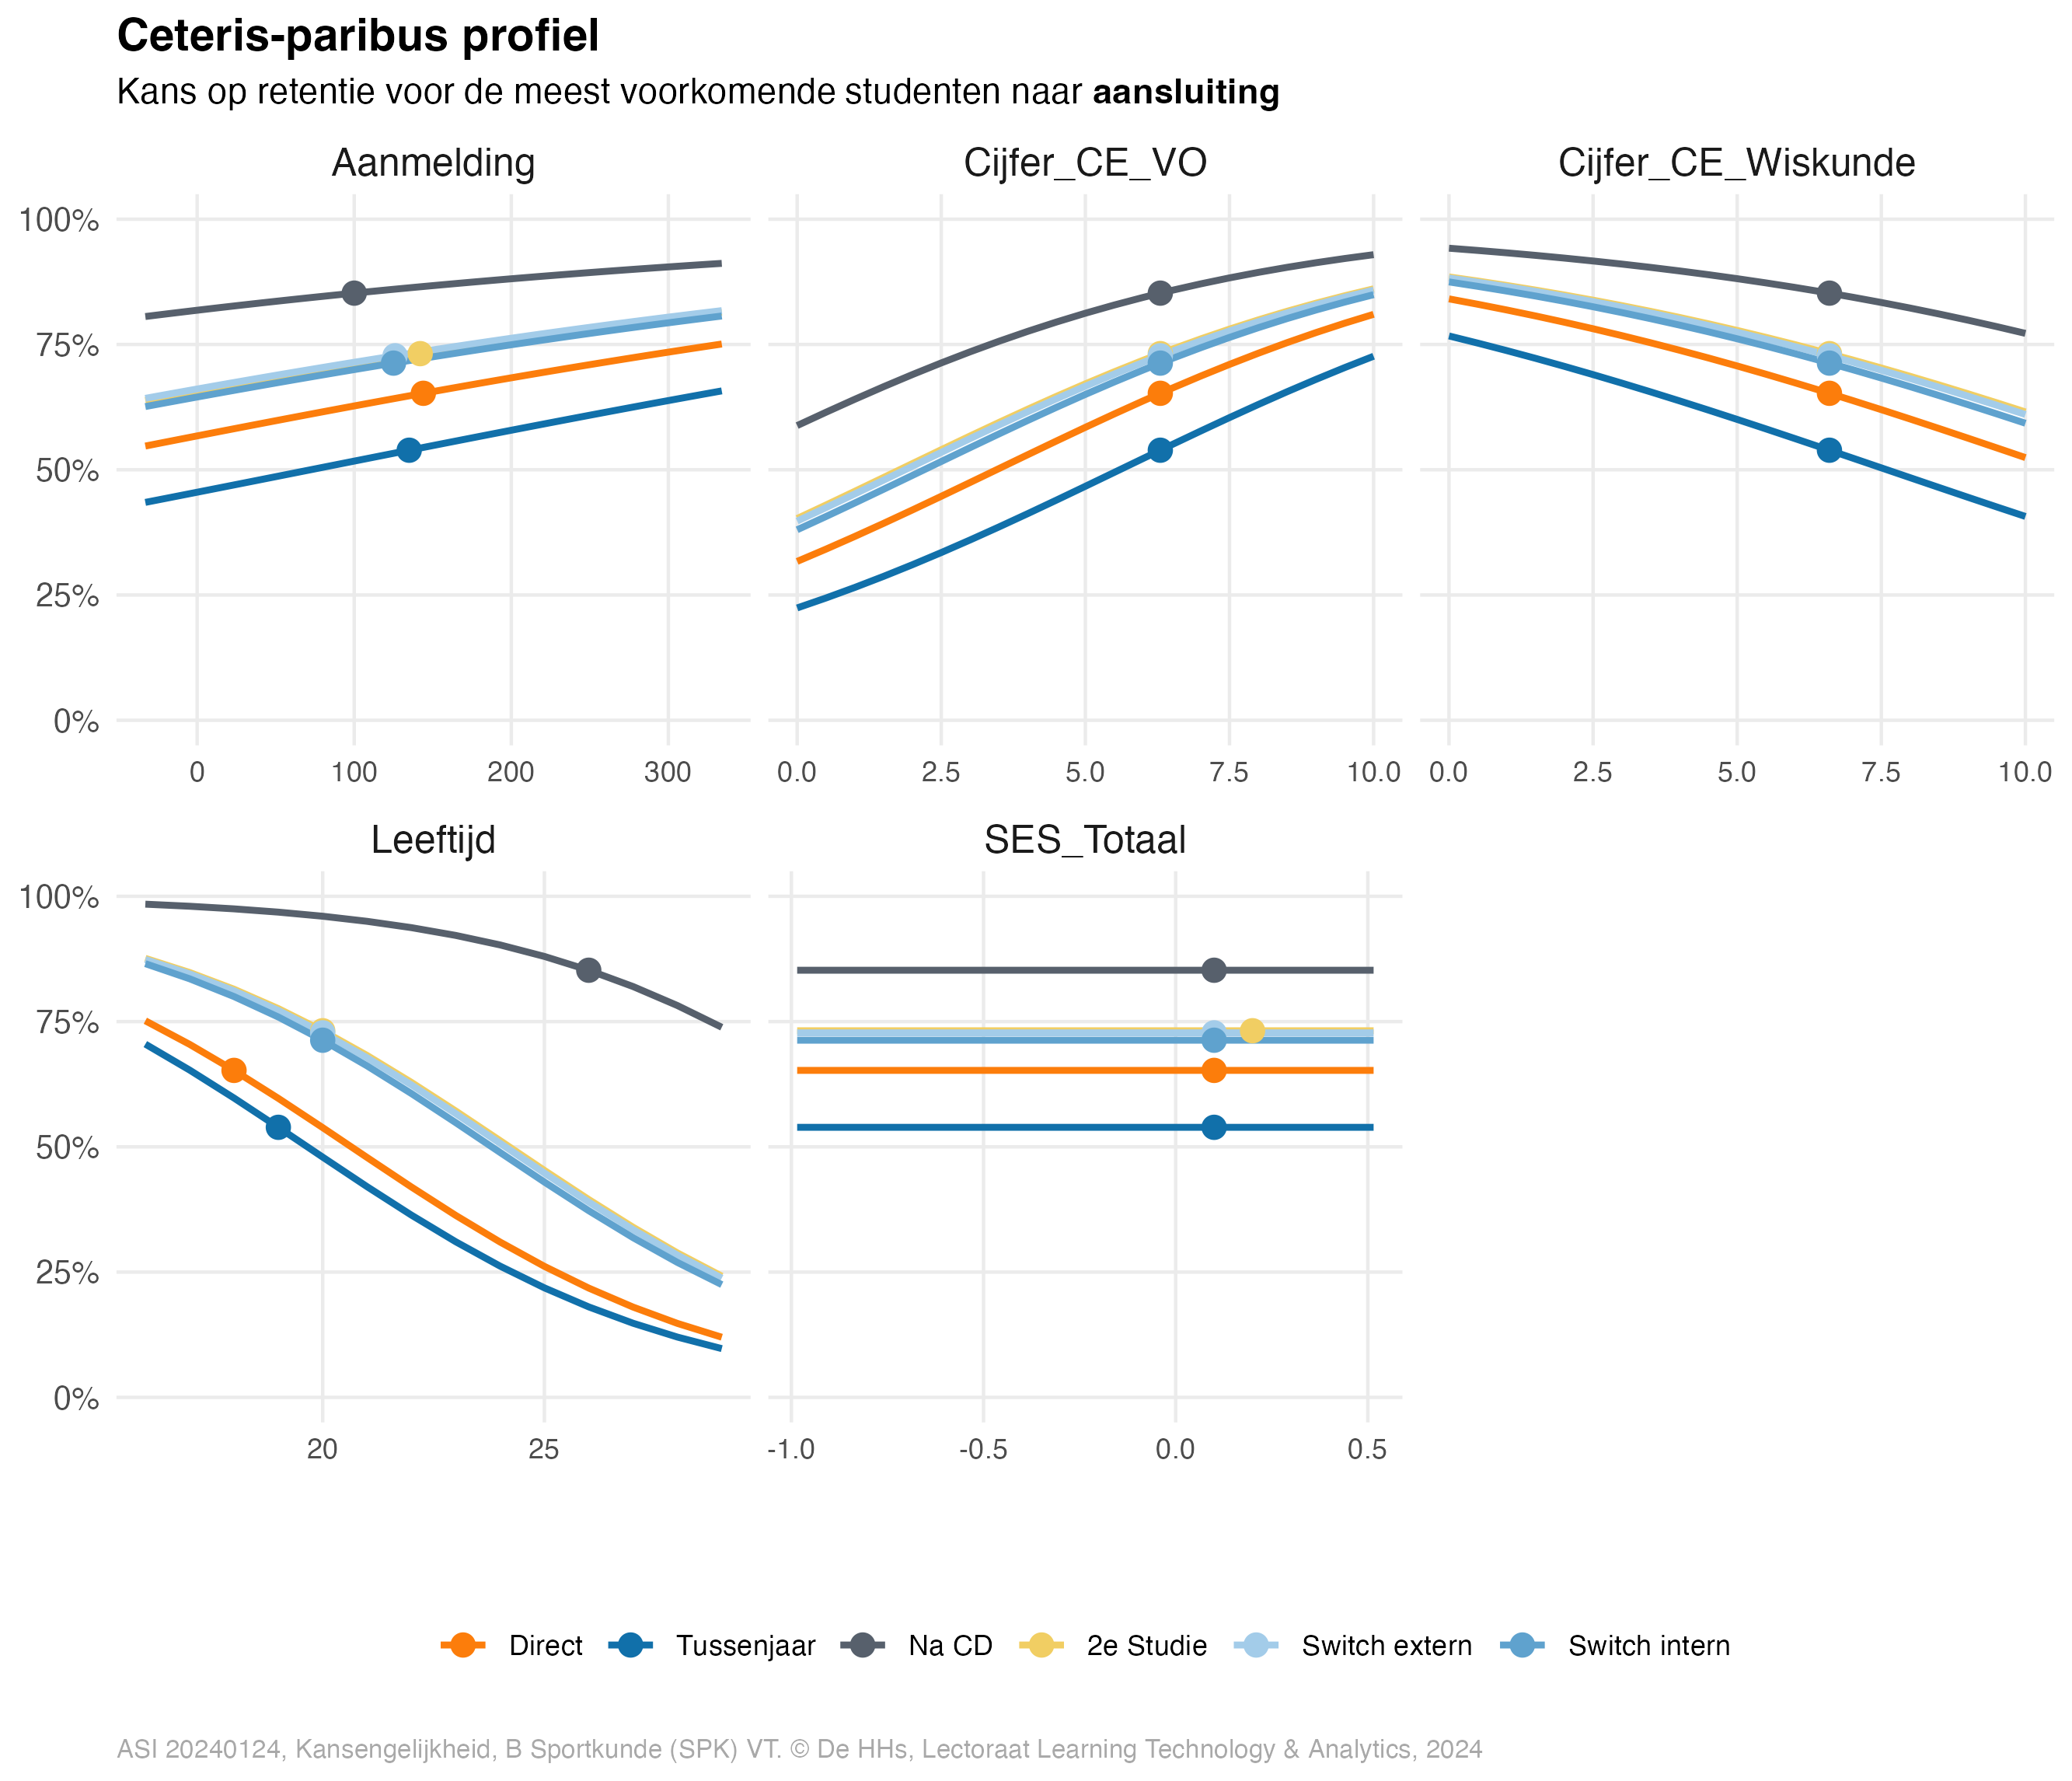 Ceteris-paribus profiel
Kans op retentie voor de meest voorkomende studenten naar aansluiting
Aanmelding Cijfer_CE_VO Cijfer_CE_Wiskunde
100%
75%
50%
25%
0%
0 100 200 300 0.0 2.5 5.0 7.5 10.0 0.0 2.5 5.0 7.5 10.0
Leeftijd SES_Totaal
100%
75%
50%
25%
0%
20 25 -1.0 -0.5 0.0 0.5
Direct Tussenjaar Na CD 2e Studie Switch extern Switch intern
ASI 20240124, Kansengelijkheid, B Sportkunde (SPK) VT. © De HHs, Lectoraat Learning Technology & Analytics, 2024